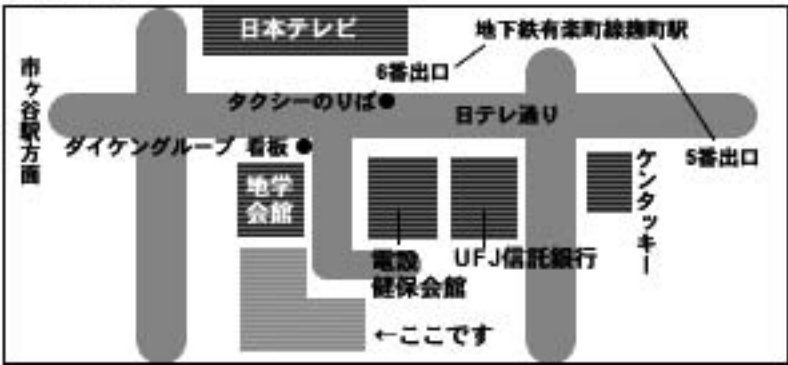 日本テレビ
地下鉄有楽町線麹町駅
6番出口
市ヶ谷駅方面
タクシーのりば
日テレ通り
ダイケングループ 看板
5番出口
ケンタッキー
地学
会館
電設
健保会館
UFJ信託銀行
←ここです